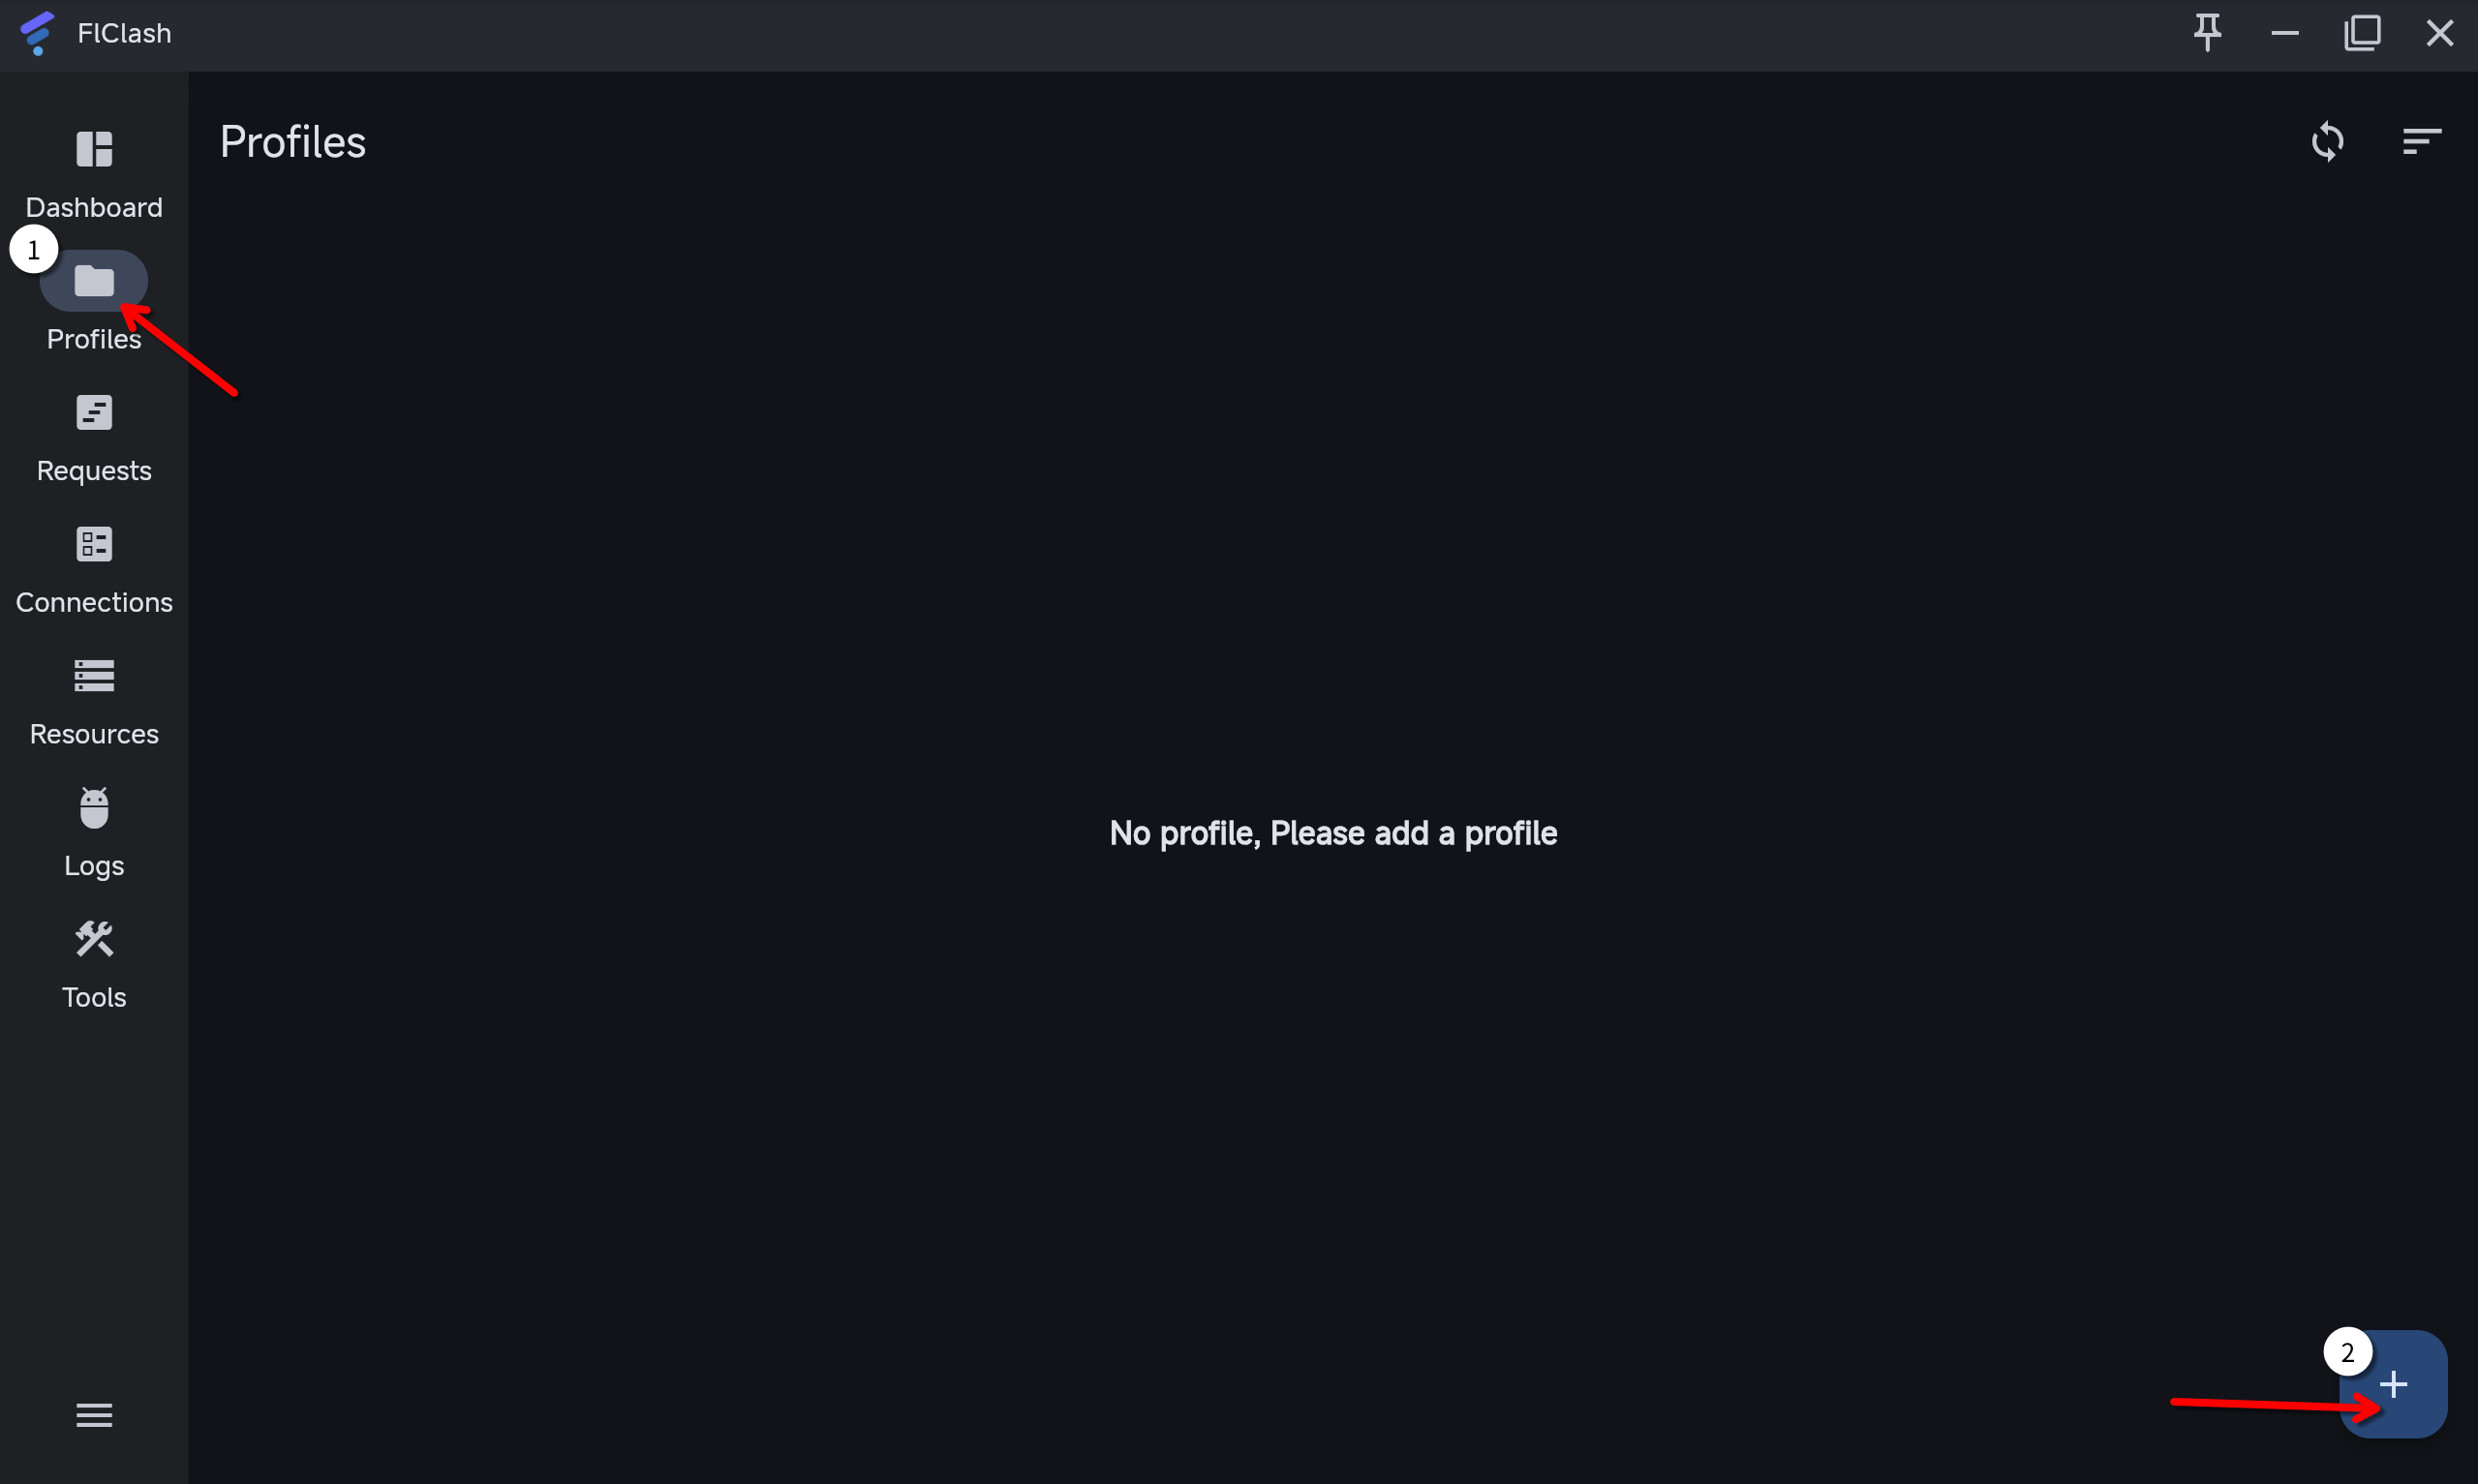 FlClash
Profiles
Dashboard
1
Profiles
Requests
Connections
Resources
Logs
Tools
No profile, Please add a profile
2